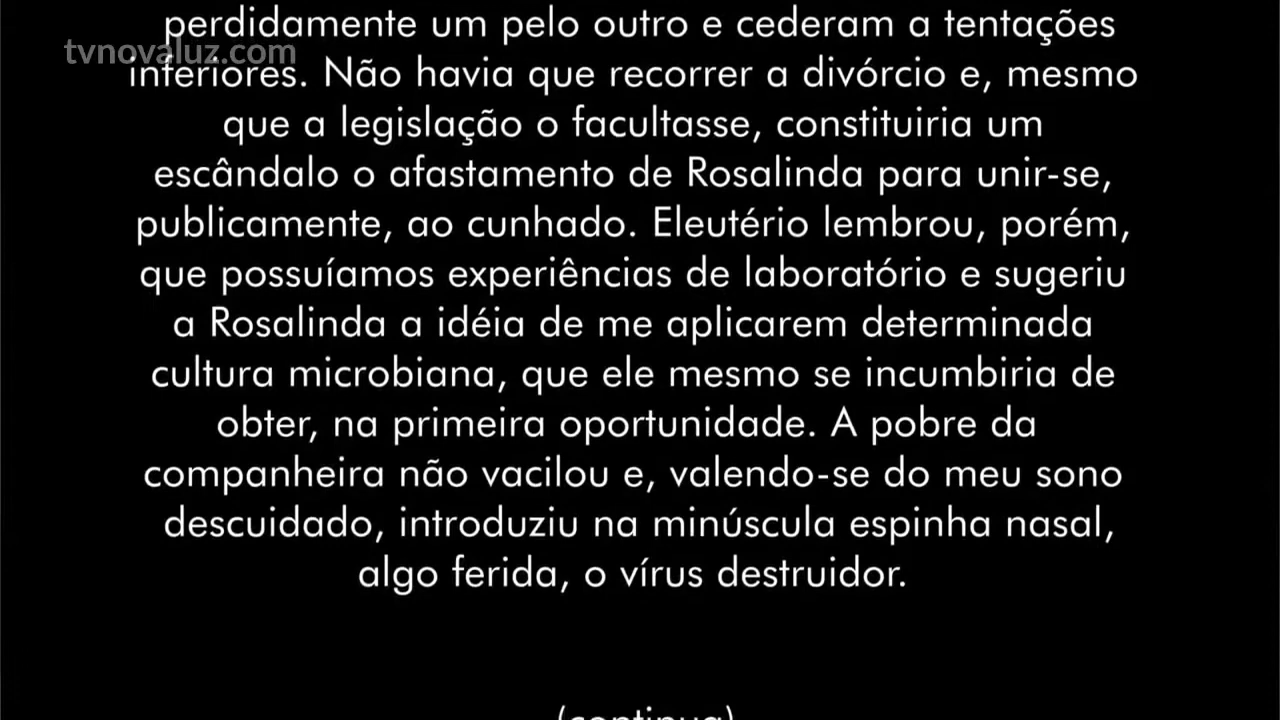 perdidamente um pelo outro e cederam a tentações
tvnovaluz.com
inferiores. Não havia que recorrer a divórcio e, mesmo
que a legislação o facultasse, constituiria um
escândalo o afastamento de Rosalinda para unir-se,
publicamente, ao cunhado. Eleutério lembrou, porém,
que possuíamos experiências de laboratório e sugeriu
a Rosalinda a idéia de me aplicarem determinada
cultura microbiana, que ele mesmo se incumbiria de
obter, na primeira oportunidade. A pobre da
companheira não vacilou e, valendo-se do meu sono
descuidado, introduziu na minúscula espinha nasal,
algo ferida, o vírus destruidor.
(continua)